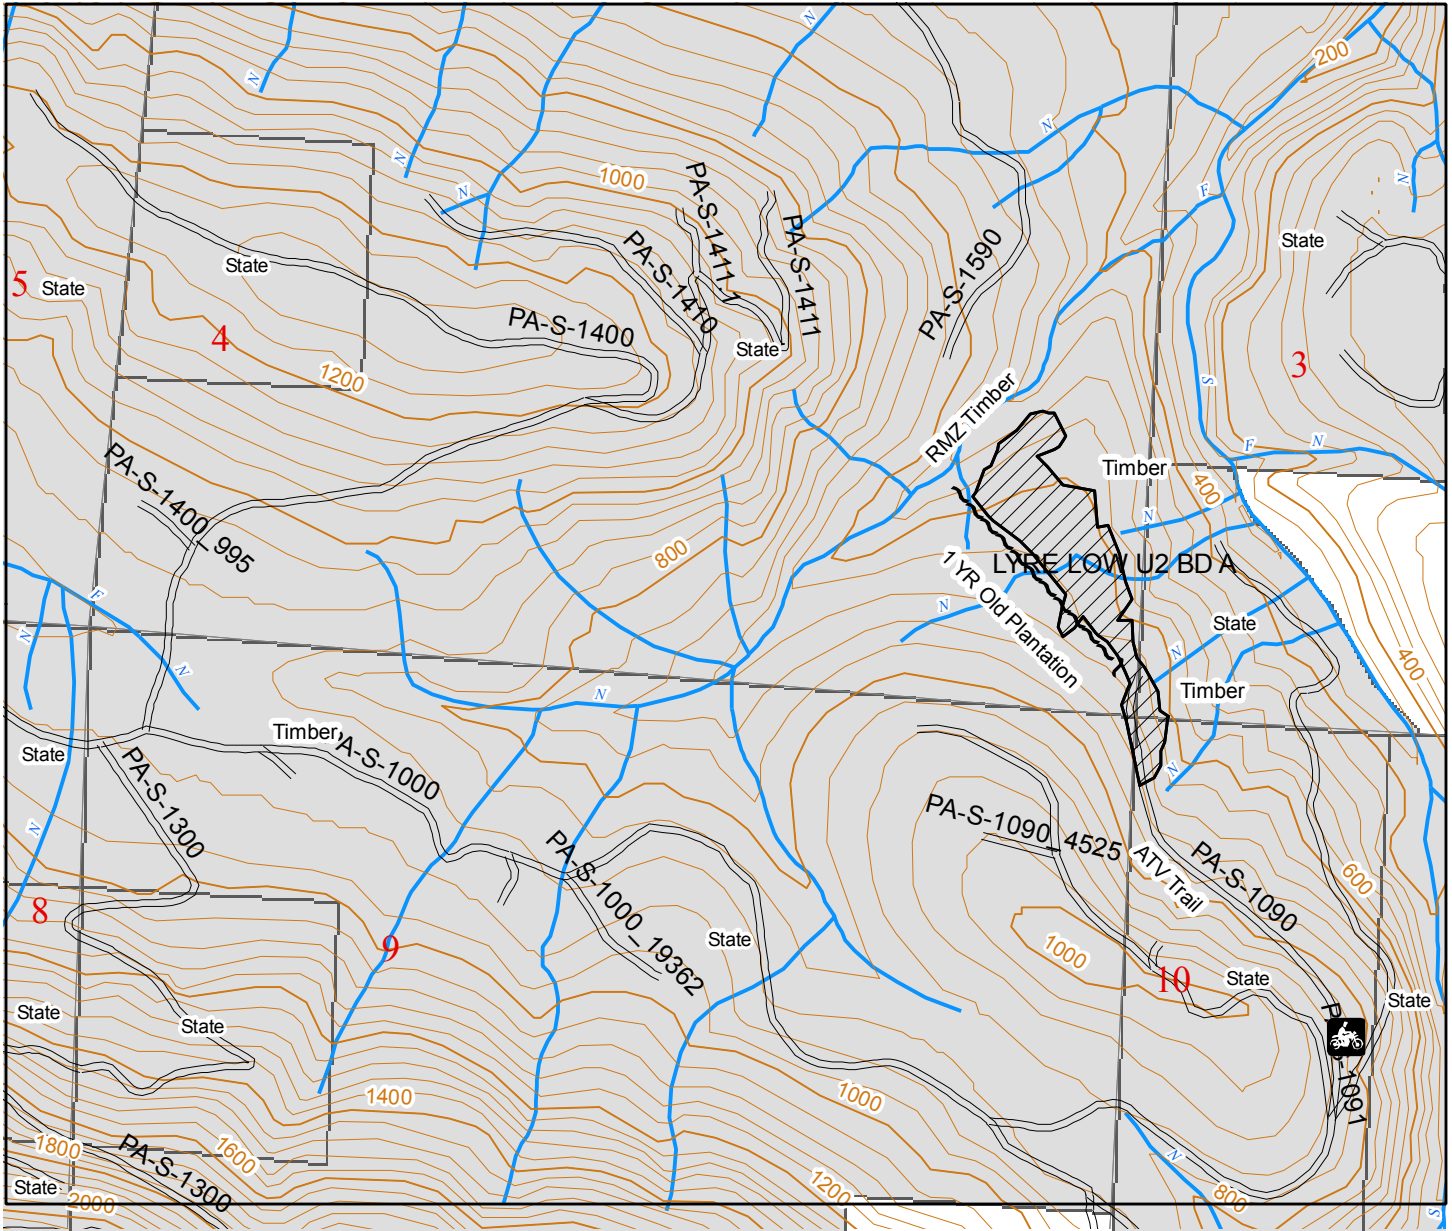 N
200
N
N
N
N
N
1000
PA-S-1411.1
F
State
State
5
State
PA-S-1410
PA-S-1411
PA-S-1590
4
PA-S-1400
State
3
1200
S
RMZ Timber
F
N
Timber
PA-S-1400_995
400
N
800
LYRE LOW U2 BD A
1 YR Old Plantation
F
N
N
State
400
N
N
N
Timber
State
Timber
PA-S-1000
N
PA-S-1300
PA-S-1090_4525
N
PA-S-1000_19362
ATV Trail
PA-S-1090
600
8
9
State
1000
10
State
State
State
State
PA-S-1091
1400
1000
1800
PA-S-1300
1600
N
State
2000
1200
800
S